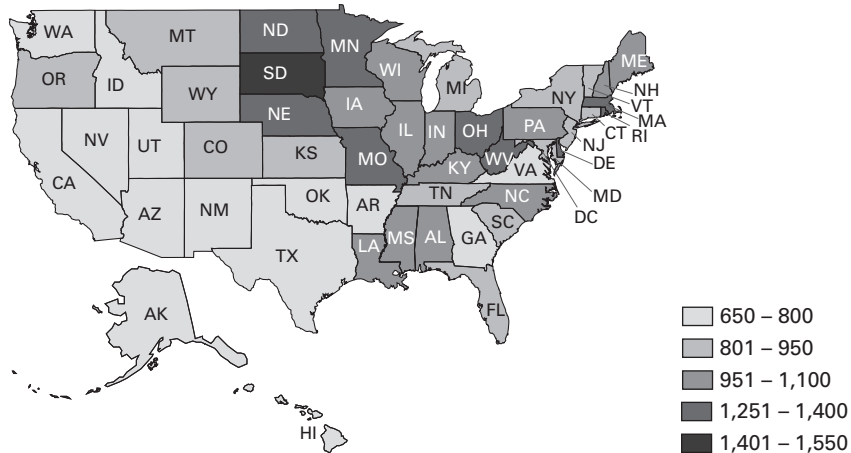 WA
MT
ND
MN
OR
ID
WY
SD
WI
MI
NY
ME
NH
VT
MA
RI
CT
NJ
DE
MD
DC
NV
UT
CO
NE
IA
IL
IN
OH
PA
CA
AZ
NM
KS
MO
KY
WV
VA
OK
AR
TN
NC
SC
TX
LA
MS
AL
GA
FL
AK
HI
650 – 800
801 – 950
951 – 1,100
1,251 – 1,400
1,401 – 1,550